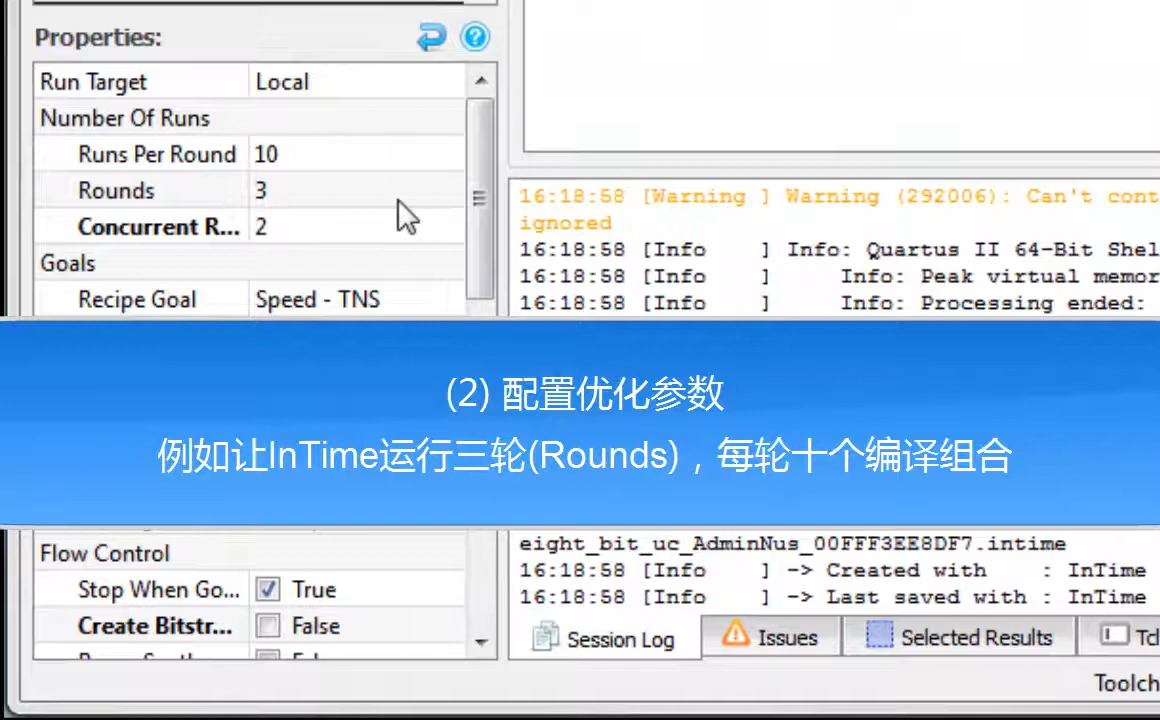 Properties:
Run Target Local
Number Of Runs
Runs Per Round 10
Rounds 3
Concurrent R... 2
Goals
Recipe Goal Speed - TNS
16:18:58 [Warning ] Warning (292006): Can't cont
ignored
16:18:58 [Info ] Info: Quartus II 64-Bit Shel
16:18:58 [Info ] Info: Peak virtual memor
16:18:58 [Info ] Info: Processing ended:
(2) 配置优化参数
例如让InTime运行三轮(Rounds)，每轮十个编译组合
Flow Control
Stop When Go... True
Create Bitstr... False
eight_bit_uc_AdminNus_00FFF3EE8DF7.intime
16:18:58 [Info ] -> Created with : InTime
16:18:58 [Info ] -> Last saved with : InTime
Session Log Issues Selected Results Tcl
Toolch